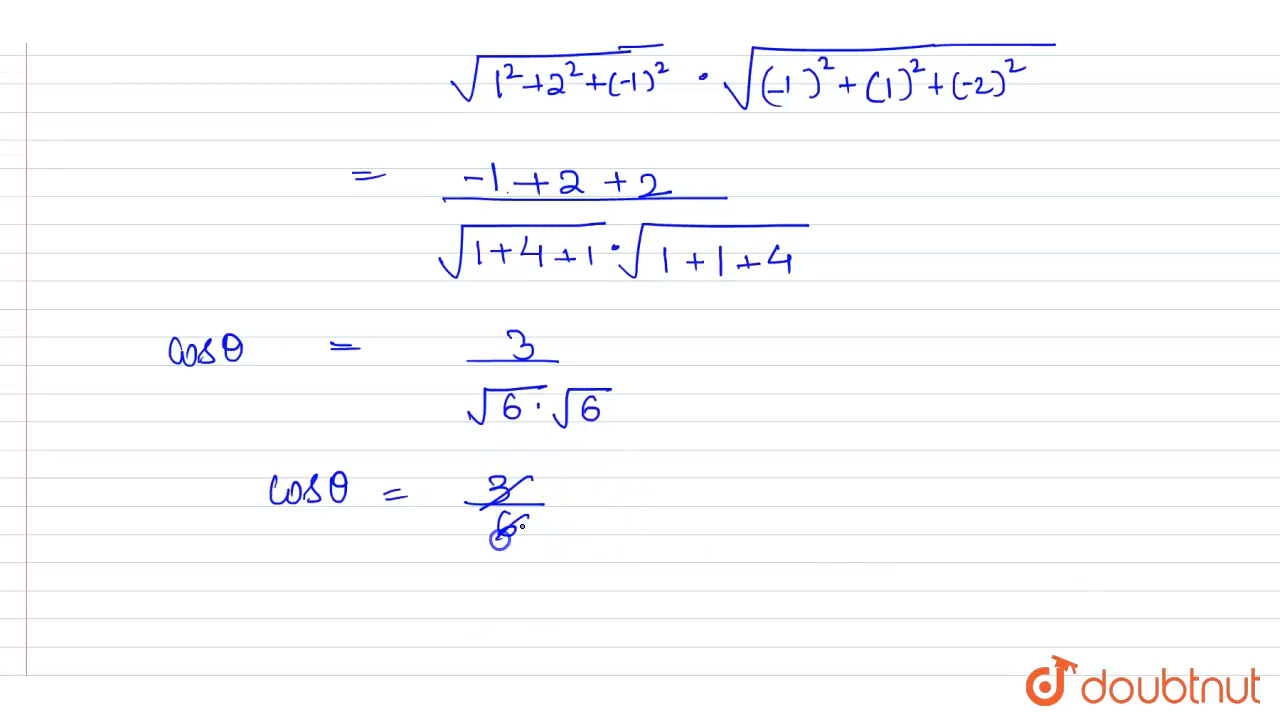 √(1² + 2² + (-1)²) · √((-1)² + (1)² + (-2)²)
= (-1 + 2 + 2) / (√(1 + 4 + 1) · √(1 + 1 + 4))
cosθ = 3 / (√6 · √6)
cosθ = 3 / 6
doubtnut